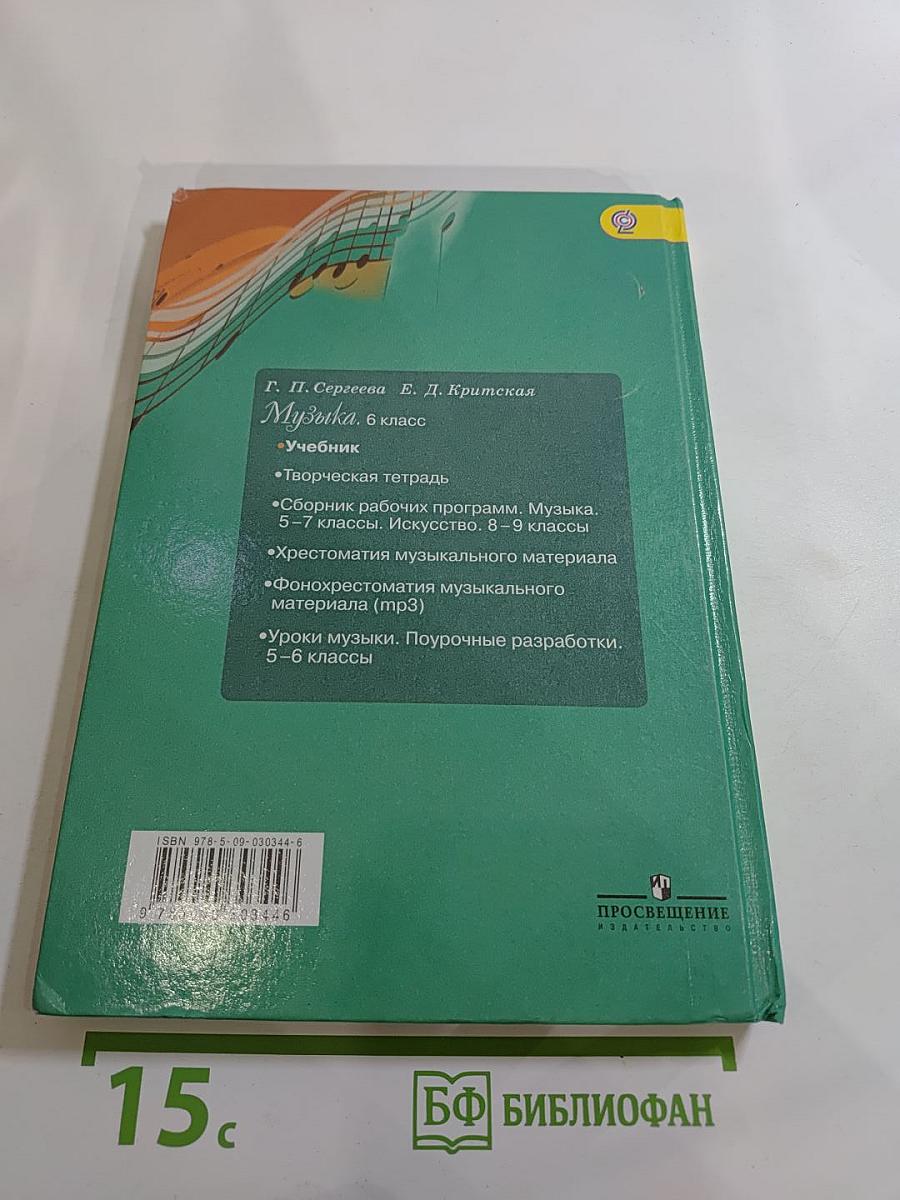 Г. П. Сергеева Е. Д. Критская
Музыка. 6 класс
•Учебник
•Творческая тетрадь
•Сборник рабочих программ. Музыка.
5–7 классы. Искусство. 8–9 классы
•Хрестоматия музыкального материала
•Фонохрестоматия музыкального
материала (mp3)
•Уроки музыки. Поурочные разработки.
5–6 классы
ISBN 978-5-09-030344-6
ПРОСВЕЩЕНИЕ
ИЗДАТЕЛЬСТВО
15 с
БФ БИБЛИОФАН